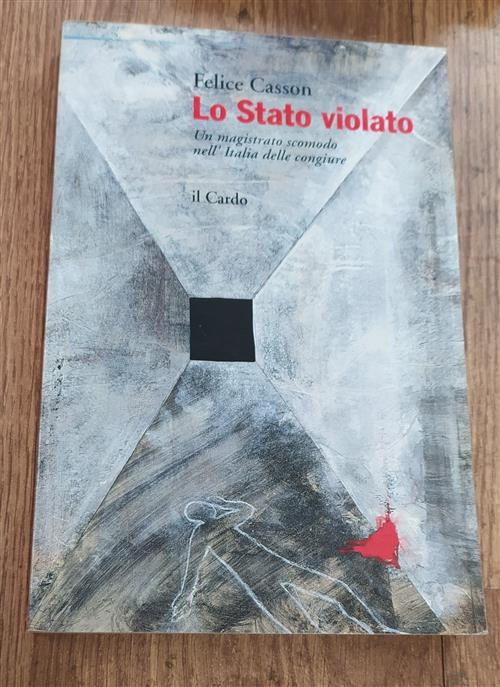 Felice Casson
Lo Stato violato
Un magistrato scomodo
nell'Italia delle congiure
il Cardo